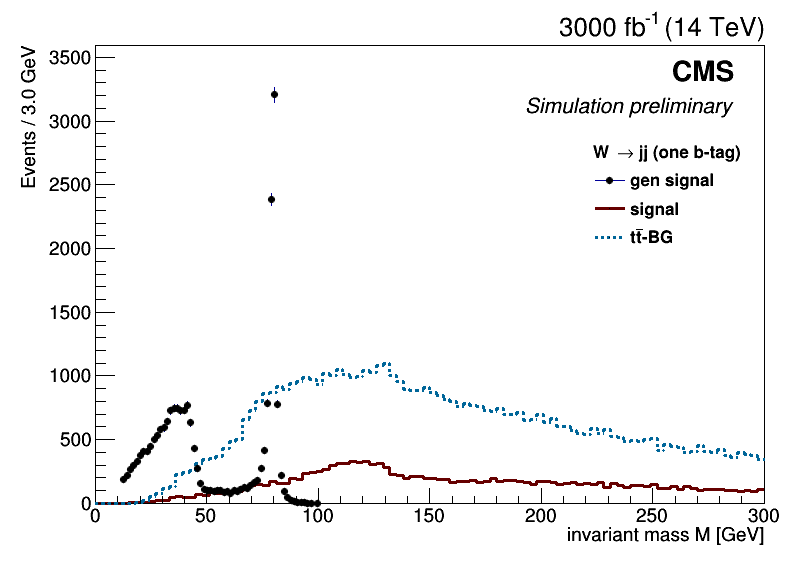 3000 fb⁻¹ (14 TeV)
Events / 3.0 GeV
3500
3000
2500
2000
1500
1000
500
0
CMS
Simulation preliminary
W → jj (one b-tag)
gen signal
signal
tt̄-BG
0 50 100 150 200 250 300
invariant mass M [GeV]